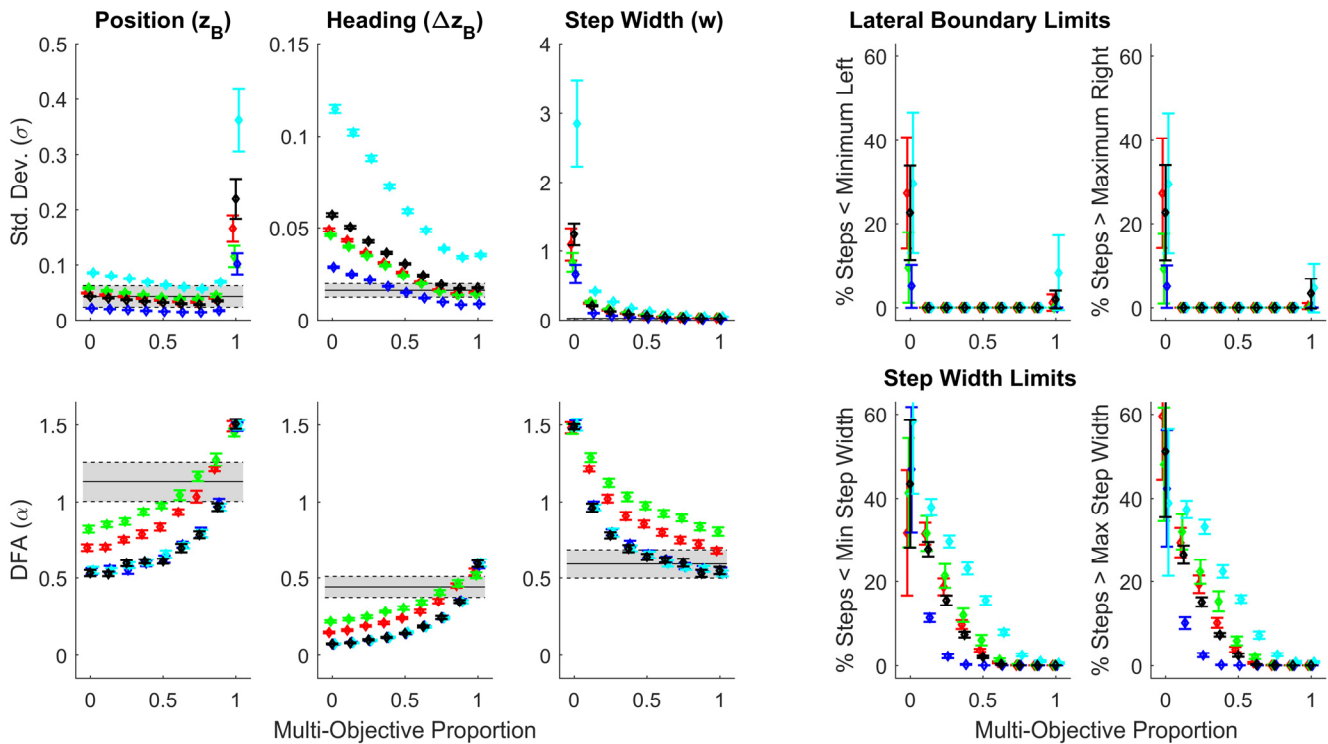 Position (zB)
Heading (ΔzB)
Step Width (w)
Lateral Boundary Limits
Std. Dev. (σ)
0.5
0.4
0.3
0.2
0.1
0
0 0.5 1
0.15
0.1
0.05
0
0 0.5 1
4
3
2
1
0
0 0.5 1
% Steps < Minimum Left
60
40
20
0
0 0.5 1
% Steps > Maximum Right
60
40
20
0
0 0.5 1
Step Width Limits
DFA (α)
1.5
1
0.5
0
0 0.5 1
1.5
1
0.5
0
0 0.5 1
1.5
1
0.5
0
0 0.5 1
% Steps < Min Step Width
60
40
20
0
0 0.5 1
% Steps > Max Step Width
60
40
20
0
0 0.5 1
Multi-Objective Proportion
Multi-Objective Proportion